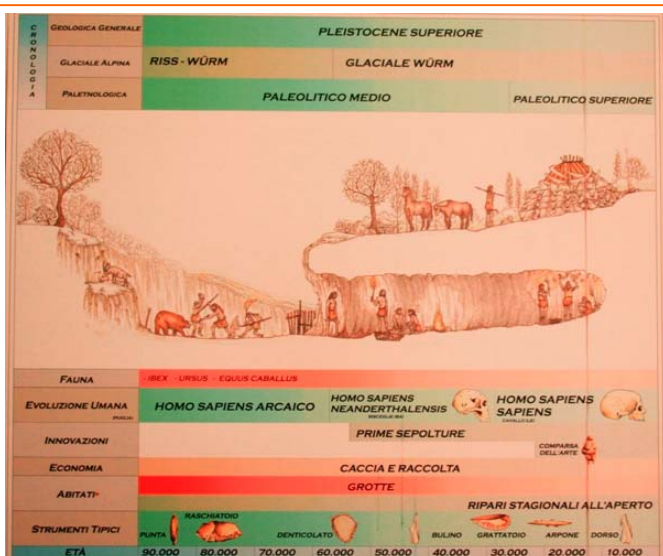 CRONOLOGIA
GEOLOGICA GENERALE
PLEISTOCENE SUPERIORE
GLACIALE ALPINA
RISS - WÜRM
GLACIALE WÜRM
PALETNOLOGICA
PALEOLITICO MEDIO
PALEOLITICO SUPERIORE
FAUNA
- IBEX - URSUS - EQUUS CABALLUS
EVOLUZIONE UMANA
(PUGLIA)
HOMO SAPIENS ARCAICO
HOMO SAPIENS
NEANDERTHALENSIS
HOMO SAPIENS
SAPIENS
INNOVAZIONI
PRIME SEPOLTURE
COMPARSA
DELL'ARTE
ECONOMIA
CACCIA E RACCOLTA
ABITATI
GROTTE
RIPARI STAGIONALI ALL'APERTO
STRUMENTI TIPICI
PUNTA
RASCHIATOIO
DENTICOLATO
BULINO
GRATTATOIO
ARPONE
DORSO
ETÀ
90.000 80.000 70.000 60.000 50.000 40.000 30.000 20.000 10.000